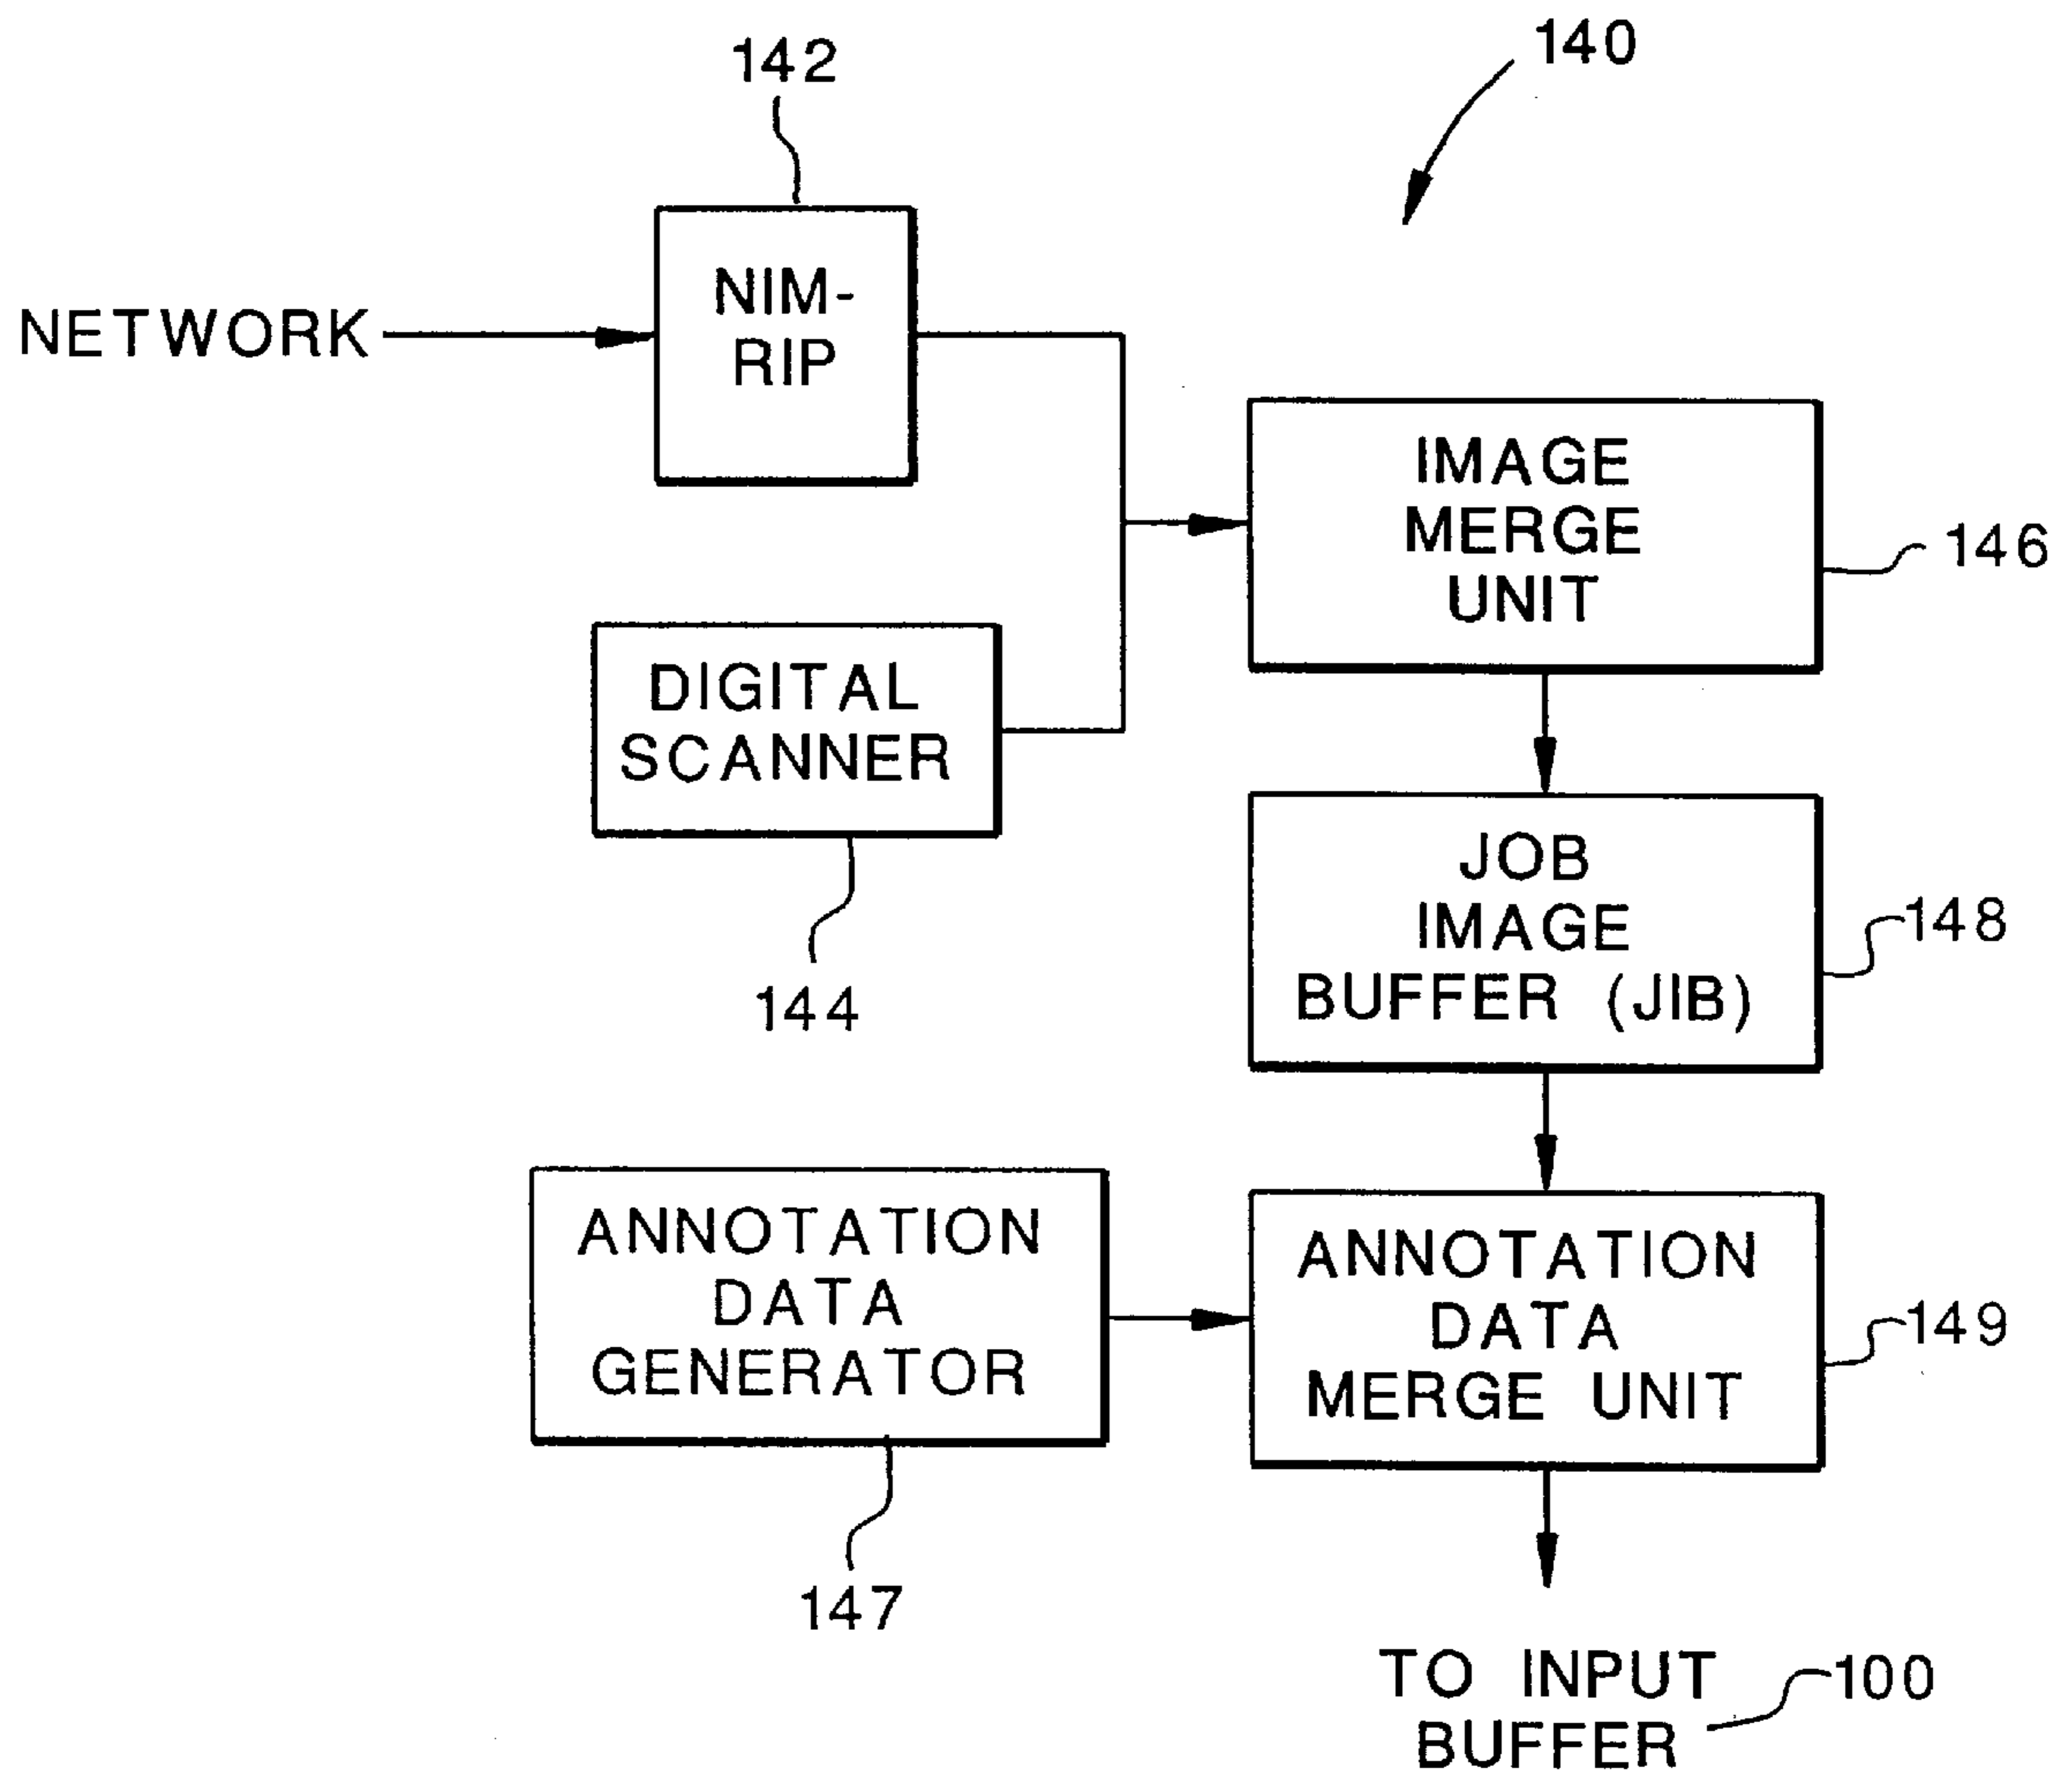 140
142
NIM-
RIP
NETWORK
IMAGE
MERGE
UNIT
146
DIGITAL
SCANNER
144
JOB
IMAGE
BUFFER (JIB)
148
ANNOTATION
DATA
GENERATOR
147
ANNOTATION
DATA
MERGE UNIT
149
TO INPUT
BUFFER
100